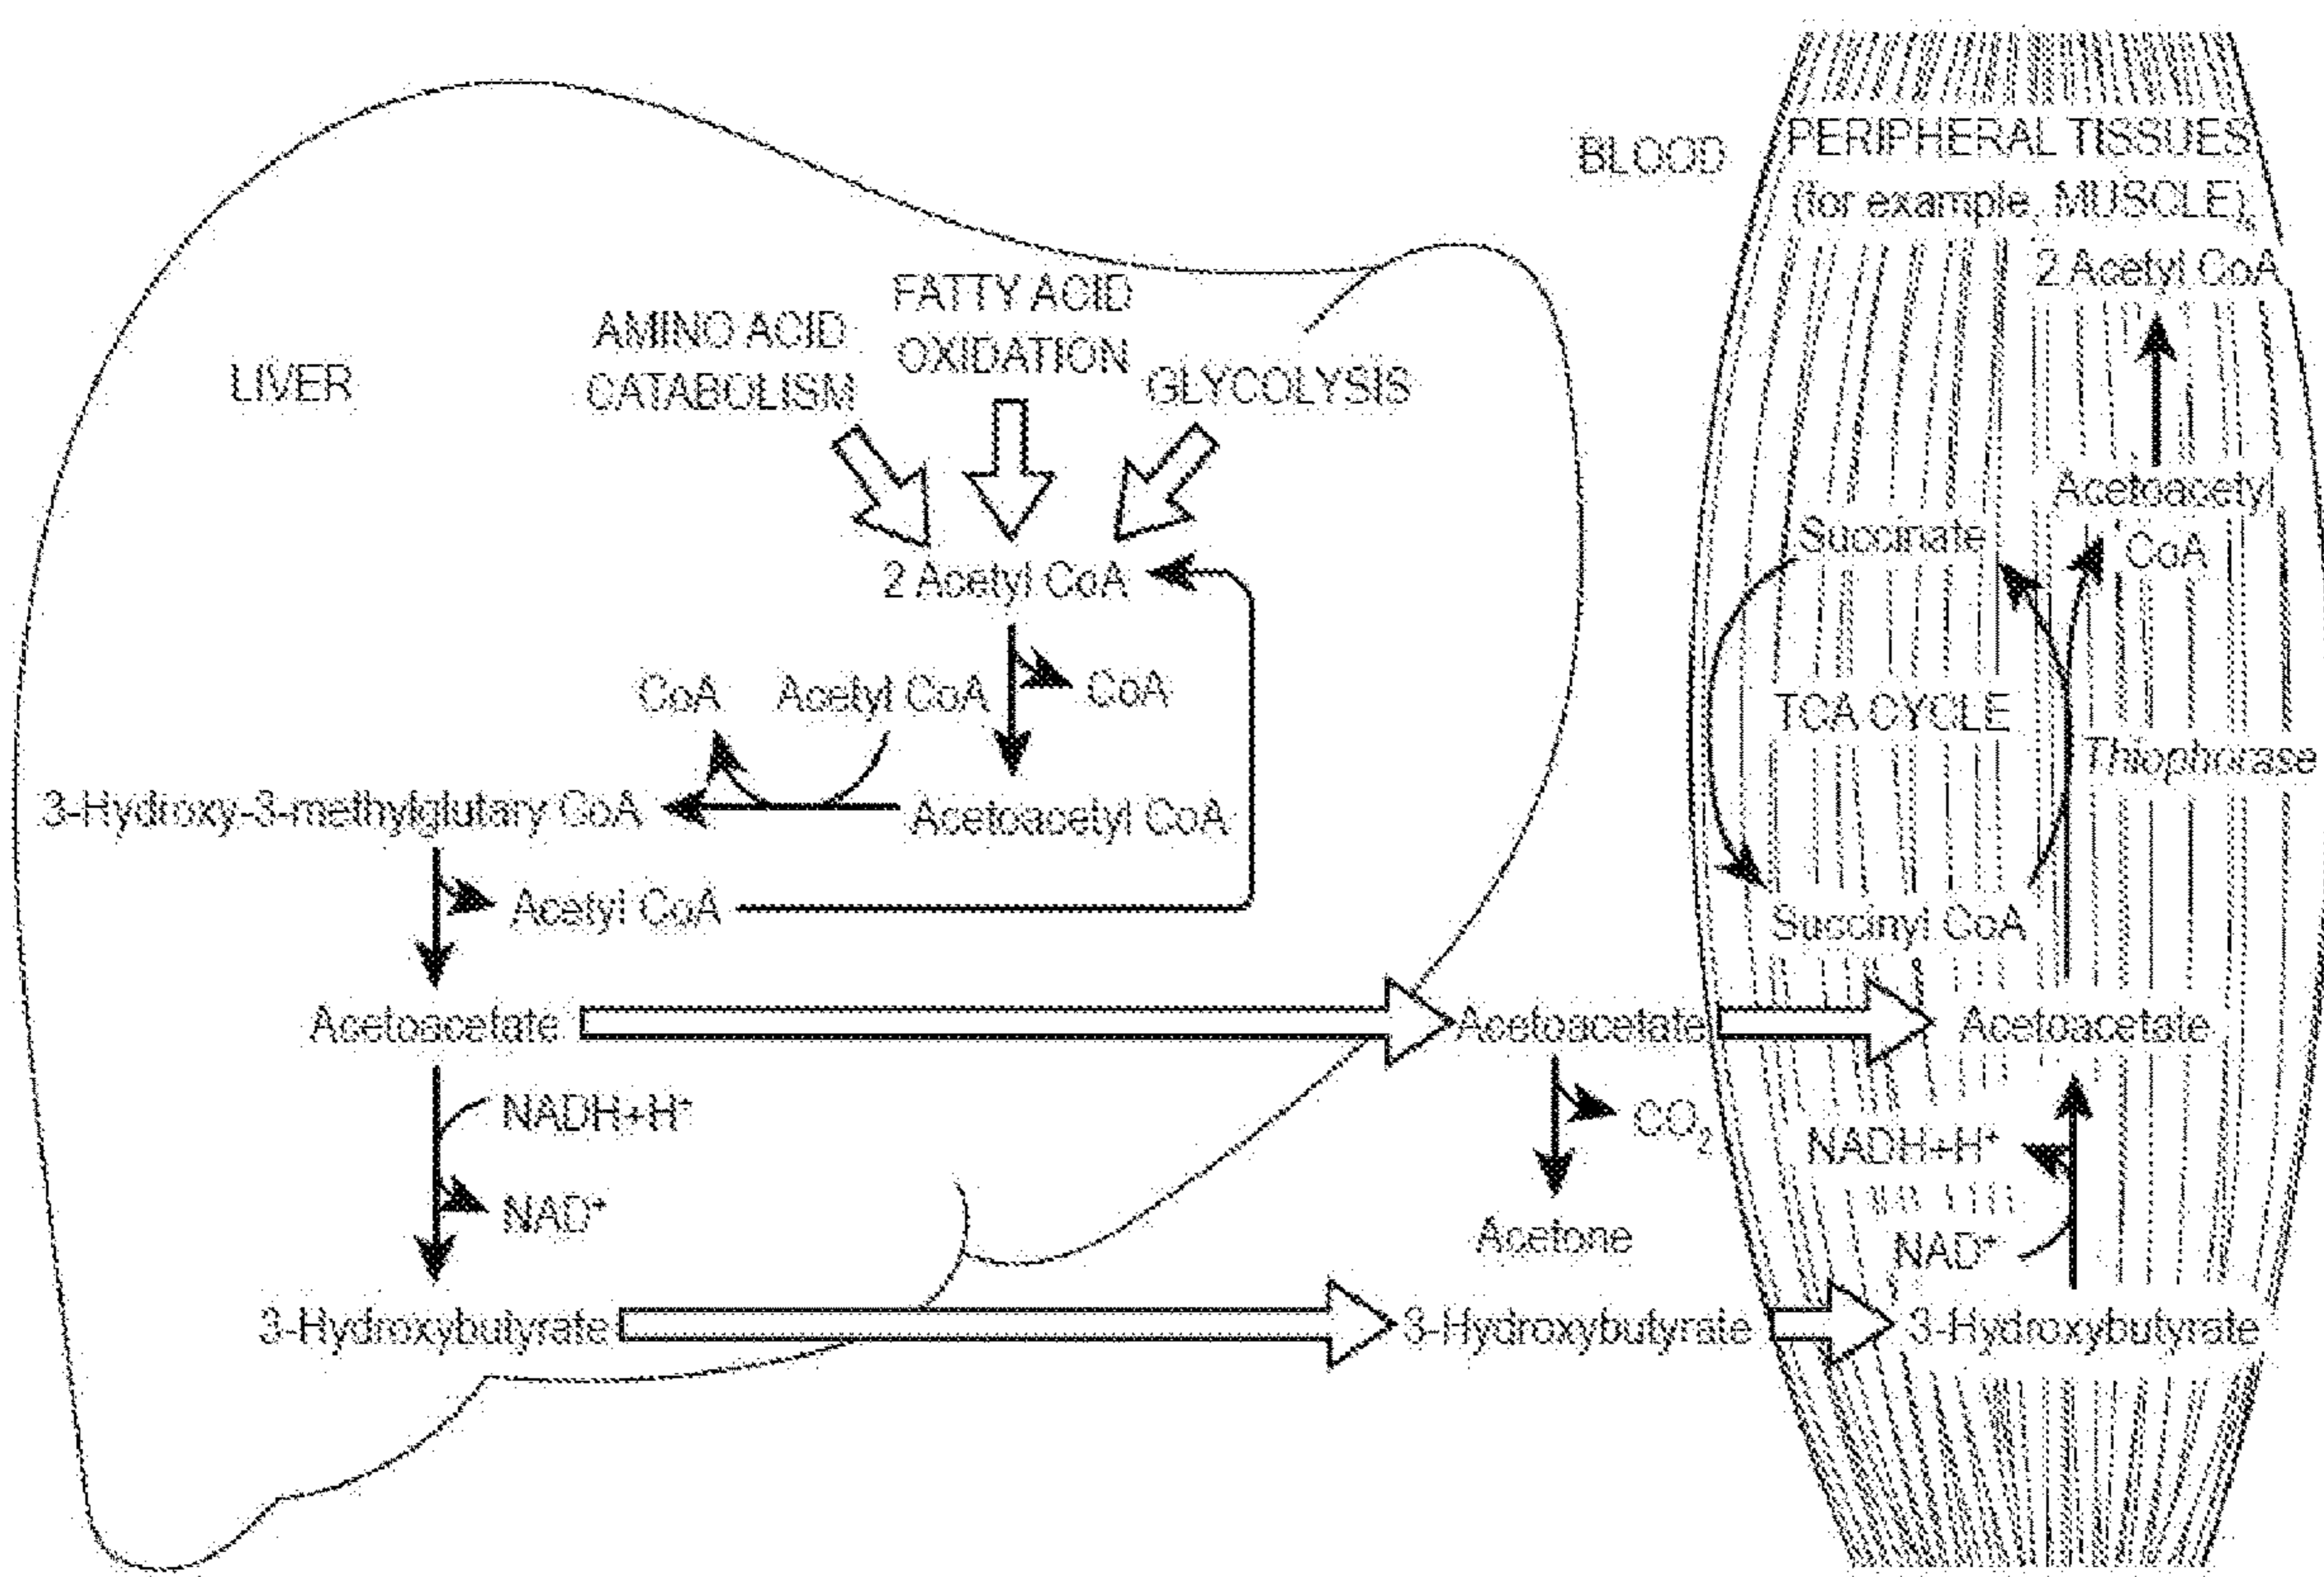 BLOOD
PERIPHERAL TISSUES
(for example, MUSCLE)
2 Acetyl CoA
FATTY ACID
OXIDATION
AMINO ACID
CATABOLISM
GLYCOLYSIS
LIVER
Acetoacetyl
CoA
Succinate
2 Acetyl CoA
CoA
Acetyl CoA
CoA
TCA CYCLE
Thiophorase
3-Hydroxy-3-methylglutary CoA
Acetoacetyl CoA
Acetyl CoA
Succinyl CoA
Acetoacetate
Acetoacetate
Acetoacetate
NADH+H+
CO2
NADH+H+
NAD+
Acetone
NAD+
3-Hydroxybutyrate
3-Hydroxybutyrate
3-Hydroxybutyrate